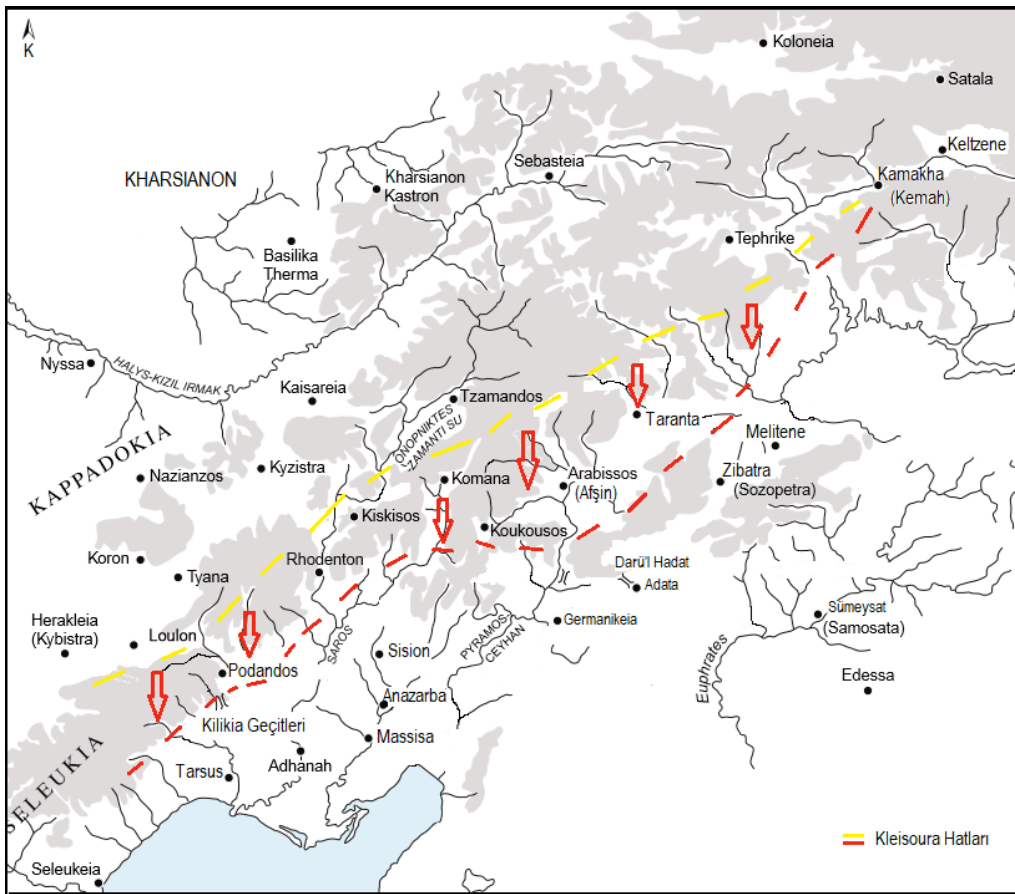 K
Koloneia
Satala
Keltzene
Kamakha
(Kemah)
Sebasteia
KHARSIANON
Kharsianon
Kastron
Tephrike
Basilika
Therma
Nyssa
HALYS-KIZIL IRMAK
Kaisareia
Tzamandos
ONOPNIKTES
ZAMANTI SU
Taranta
Melitene
KAPPADOKIA
Nazianzos
Kyzistra
Komana
Arabissos
(Afşin)
Zibatra
(Sozopetra)
Kiskisos
Koukousos
Koron
Tyana
Rhodenton
Darü'l Hadat
Adata
Herakleia
(Kybistra)
Loulon
SAROS
PYRAMOS-
CEYHAN
Germanikeia
Sümeysat
(Samosata)
Podandos
Sision
Euphrates
Edessa
Anazarba
Kilikia Geçitleri
Massisa
SELEUKIA
Tarsus
Adhanah
Seleukeia
Kleisoura Hatları